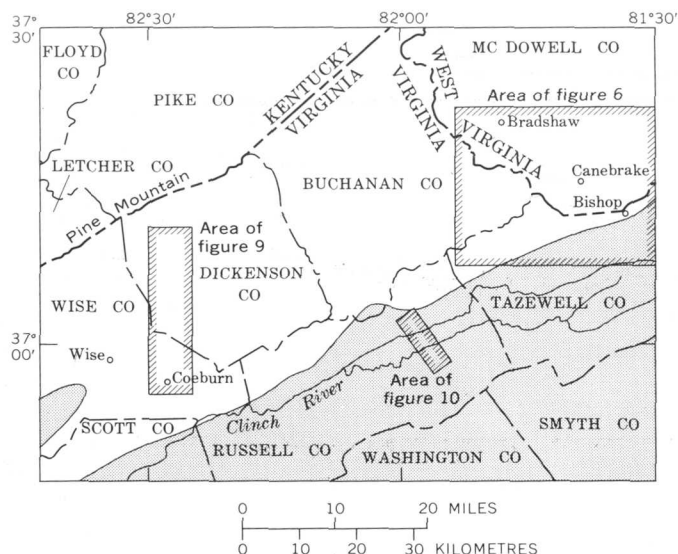 37°
30'
82°30'
82°00'
81°30'
FLOYD
CO
MC DOWELL CO
PIKE CO
KENTUCKY
VIRGINIA
WEST
VIRGINIA
VIRGINIA
Area of figure 6
Bradshaw
LETCHER CO
Pine Mountain
BUCHANAN CO
Canebrake
Bishop
Area of
figure 9
DICKENSON
CO
WISE CO
TAZEWELL CO
37°
00'
Wise
Coeburn
Area of
figure 10
Clinch River
SCOTT CO
RUSSELL CO
WASHINGTON CO
SMYTH CO
0 10 20 MILES
0 10 20 30 KILOMETRES